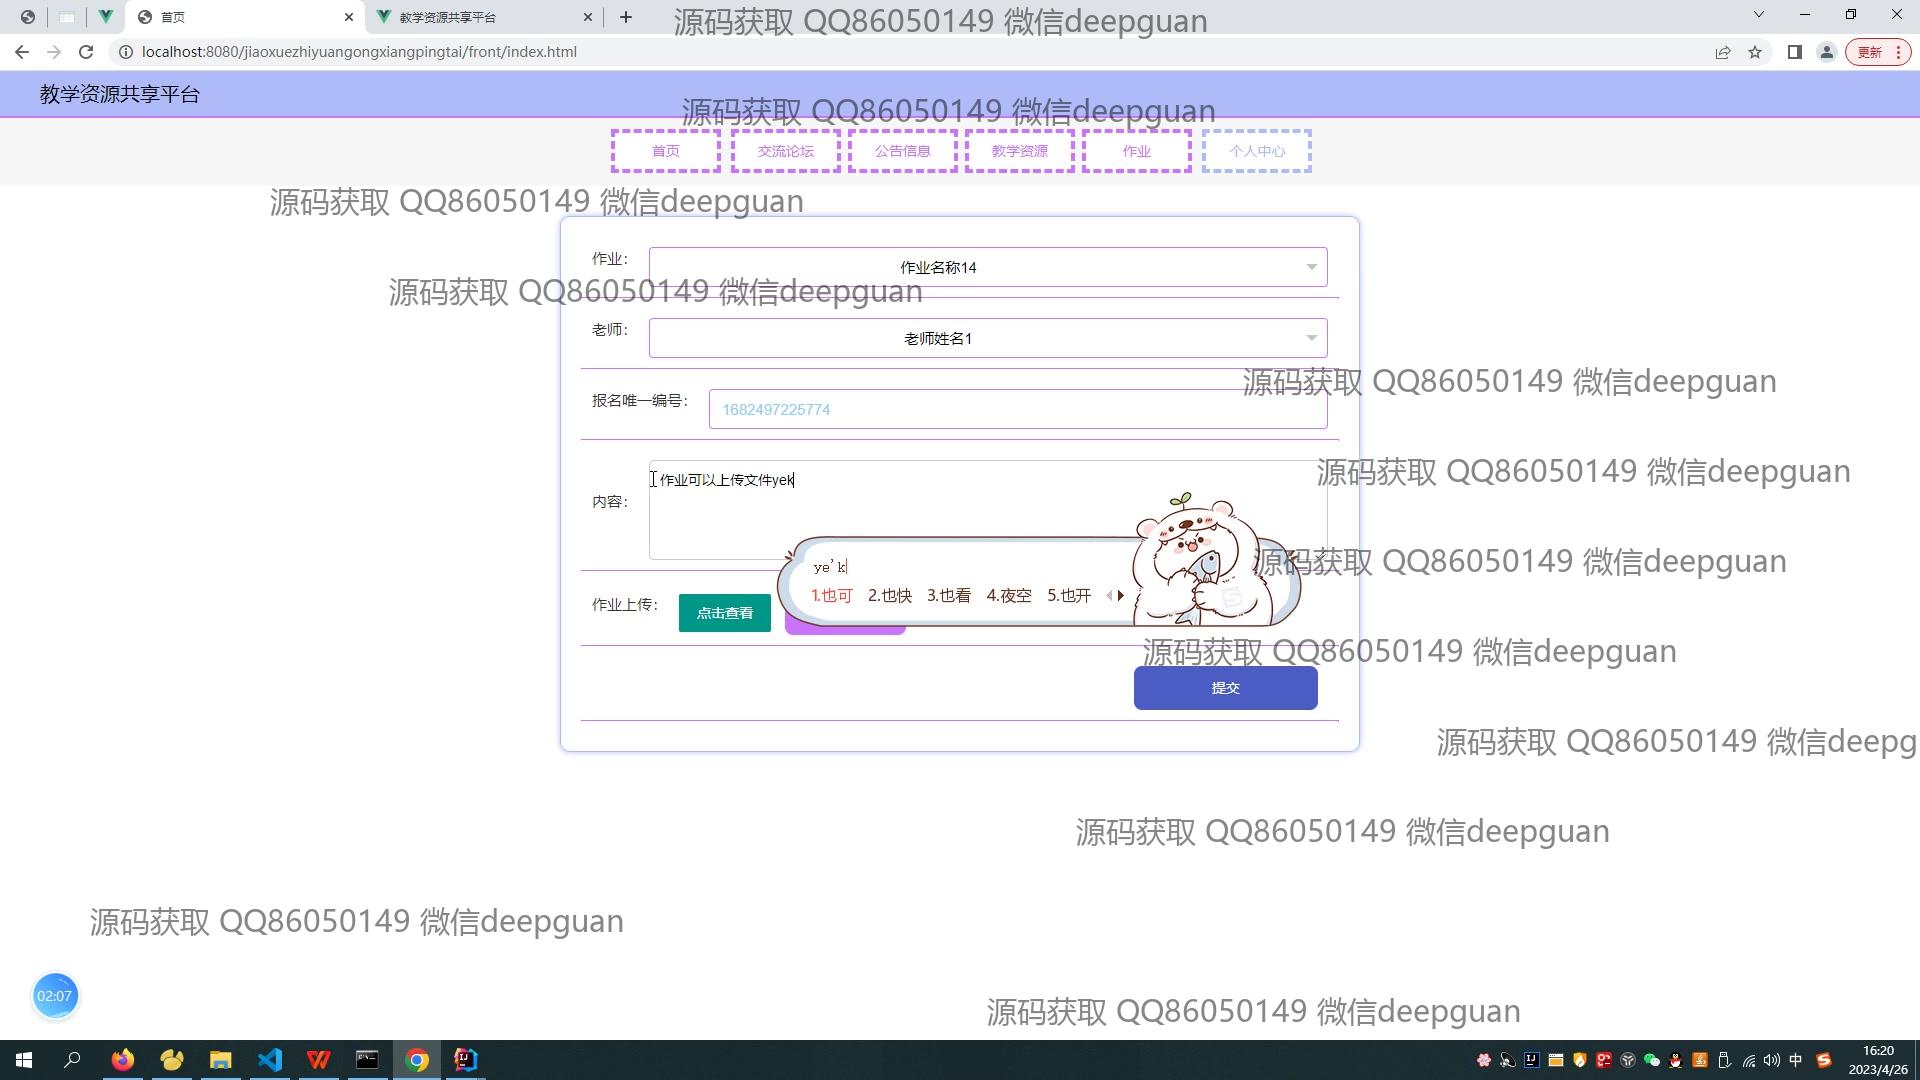 首页
教学资源共享平台
源码获取 QQ86050149 微信deepguan
localhost:8080/jiaoxuezhiyuangongxiangpingtai/front/index.html
更新
教学资源共享平台
源码获取 QQ86050149 微信deepguan
首页
交流论坛
公告信息
教学资源
作业
个人中心
源码获取 QQ86050149 微信deepguan
作业：
作业名称14
源码获取 QQ86050149 微信deepguan
老师：
老师姓名1
源码获取 QQ86050149 微信deepguan
报名唯一编号：
1682497225774
源码获取 QQ86050149 微信deepguan
内容：
作业可以上传文件yek
ye'k
1.也可 2.也快 3.也看 4.夜空 5.也开
源码获取 QQ86050149 微信deepguan
作业上传：
点击查看
源码获取 QQ86050149 微信deepguan
提交
源码获取 QQ86050149 微信deepg
源码获取 QQ86050149 微信deepguan
源码获取 QQ86050149 微信deepguan
02:07
源码获取 QQ86050149 微信deepguan
中
16:20
2023/4/26